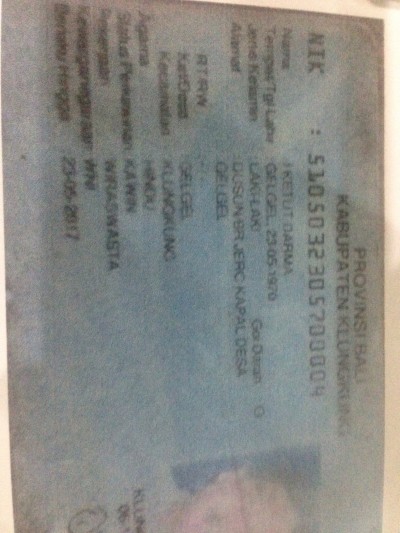 PROVINSI BALI
KABUPATEN KLUNGKUNG
NIK : 5105032305700004
Nama I KETUT DARMA
Tempat/Tgl Lahir GELGEL, 23-05-1970
Jenis Kelamin LAKI-LAKI Gol Darah O
Alamat DUSUN BR JERO KAPAL DESA
GELGEL
RT/RW
Kel/Desa GELGEL
Kecamatan KLUNGKUNG
Agama HINDU
Status Perkawinan KAWIN
Pekerjaan WIRASWASTA
Kewarganegaraan WNI
Berlaku Hingga 23-05-2017